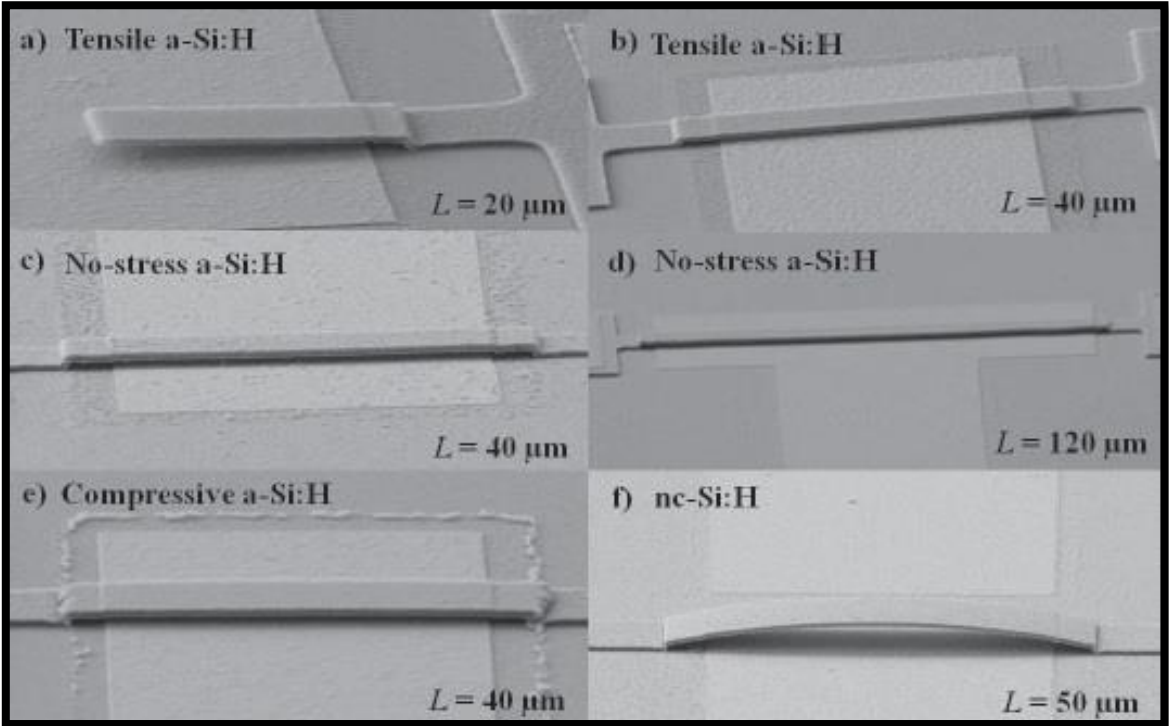 a) Tensile a-Si:H
L = 20 μm
b) Tensile a-Si:H
L = 40 μm
c) No-stress a-Si:H
L = 40 μm
d) No-stress a-Si:H
L = 120 μm
e) Compressive a-Si:H
L = 40 μm
f) nc-Si:H
L = 50 μm